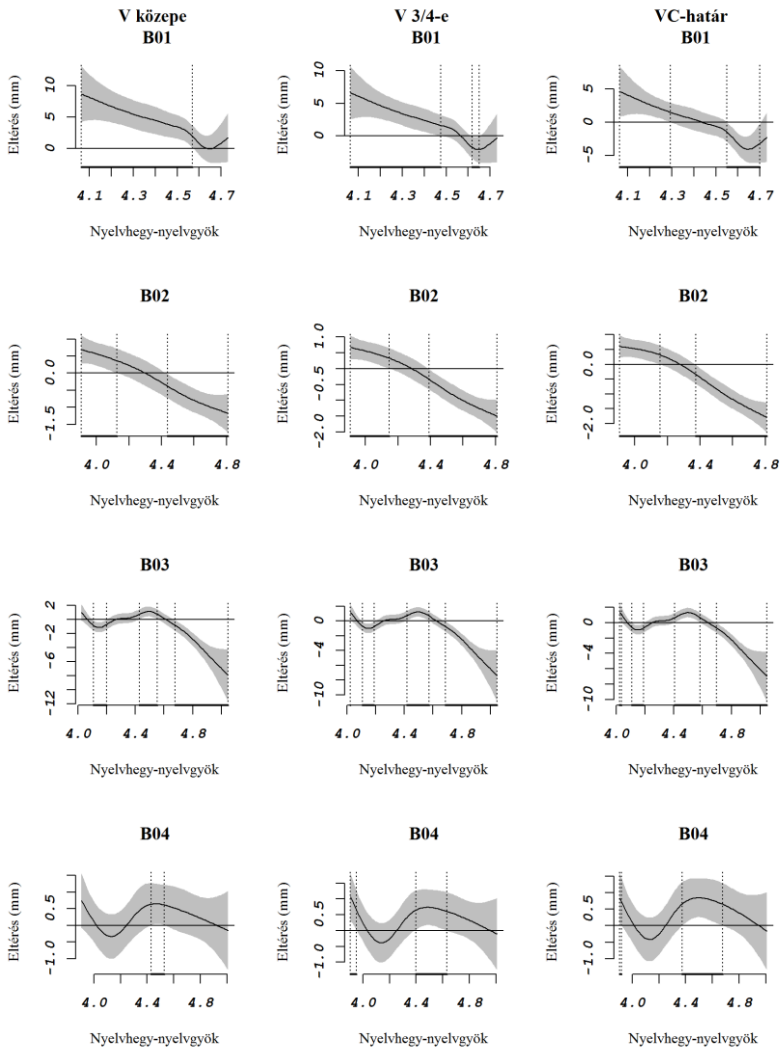 V közepe V 3/4-e VC-határ
B01 B01 B01
Eltérés (mm) 0 5 10 Eltérés (mm) 0 5 10 Eltérés (mm) -5 0 5
4.1 4.3 4.5 4.7 4.1 4.3 4.5 4.7 4.1 4.3 4.5 4.7
Nyelvhegy-nyelvgyök Nyelvhegy-nyelvgyök Nyelvhegy-nyelvgyök
B02 B02 B02
Eltérés (mm) -1.5 0.0 Eltérés (mm) -2.0 -0.5 1.0 Eltérés (mm) -2.0 0.0
4.0 4.4 4.8 4.0 4.4 4.8 4.0 4.4 4.8
Nyelvhegy-nyelvgyök Nyelvhegy-nyelvgyök Nyelvhegy-nyelvgyök
B03 B03 B03
Eltérés (mm) -12 -6 -2 2 Eltérés (mm) -10 -4 0 Eltérés (mm) -10 -4 0
4.0 4.4 4.8 4.0 4.4 4.8 4.0 4.4 4.8
Nyelvhegy-nyelvgyök Nyelvhegy-nyelvgyök Nyelvhegy-nyelvgyök
B04 B04 B04
Eltérés (mm) -1.0 0.5 Eltérés (mm) -1.0 0.5 Eltérés (mm) -1.0 0.5
4.0 4.4 4.8 4.0 4.4 4.8 4.0 4.4 4.8
Nyelvhegy-nyelvgyök Nyelvhegy-nyelvgyök Nyelvhegy-nyelvgyök